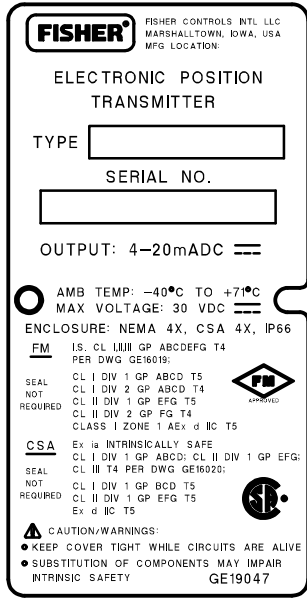 FISHER®
FISHER CONTROLS INTL LLC
MARSHALLTOWN, IOWA, USA
MFG LOCATION:
ELECTRONIC POSITION
TRANSMITTER
TYPE
SERIAL NO.
OUTPUT: 4-20mADC
AMB TEMP: -40°C TO +71°C
MAX VOLTAGE: 30 VDC
ENCLOSURE: NEMA 4X, CSA 4X, IP66
FM
I.S. CL I,II,III GP ABCDEFG T4
PER DWG GE16019;
SEAL
NOT
REQUIRED
CL I DIV 1 GP ABCD T5
CL I DIV 2 GP ABCD T4
CL II DIV 1 GP EFG T5
CL II DIV 2 GP FG T4
CLASS I ZONE 1 AEx d IIC T5
FM
APPROVED
CSA
Ex ia INTRINSICALLY SAFE
CL I DIV 1 GP ABCD; CL II DIV 1 GP EFG;
CL III T4 PER DWG GE16020;
SEAL
NOT
REQUIRED
CL I DIV 1 GP BCD T5
CL II DIV 1 GP EFG T5
Ex d IIC T5
SP®
CAUTION/WARNINGS:
KEEP COVER TIGHT WHILE CIRCUITS ARE ALIVE
SUBSTITUTION OF COMPONENTS MAY IMPAIR
INTRINSIC SAFETY
GE19047